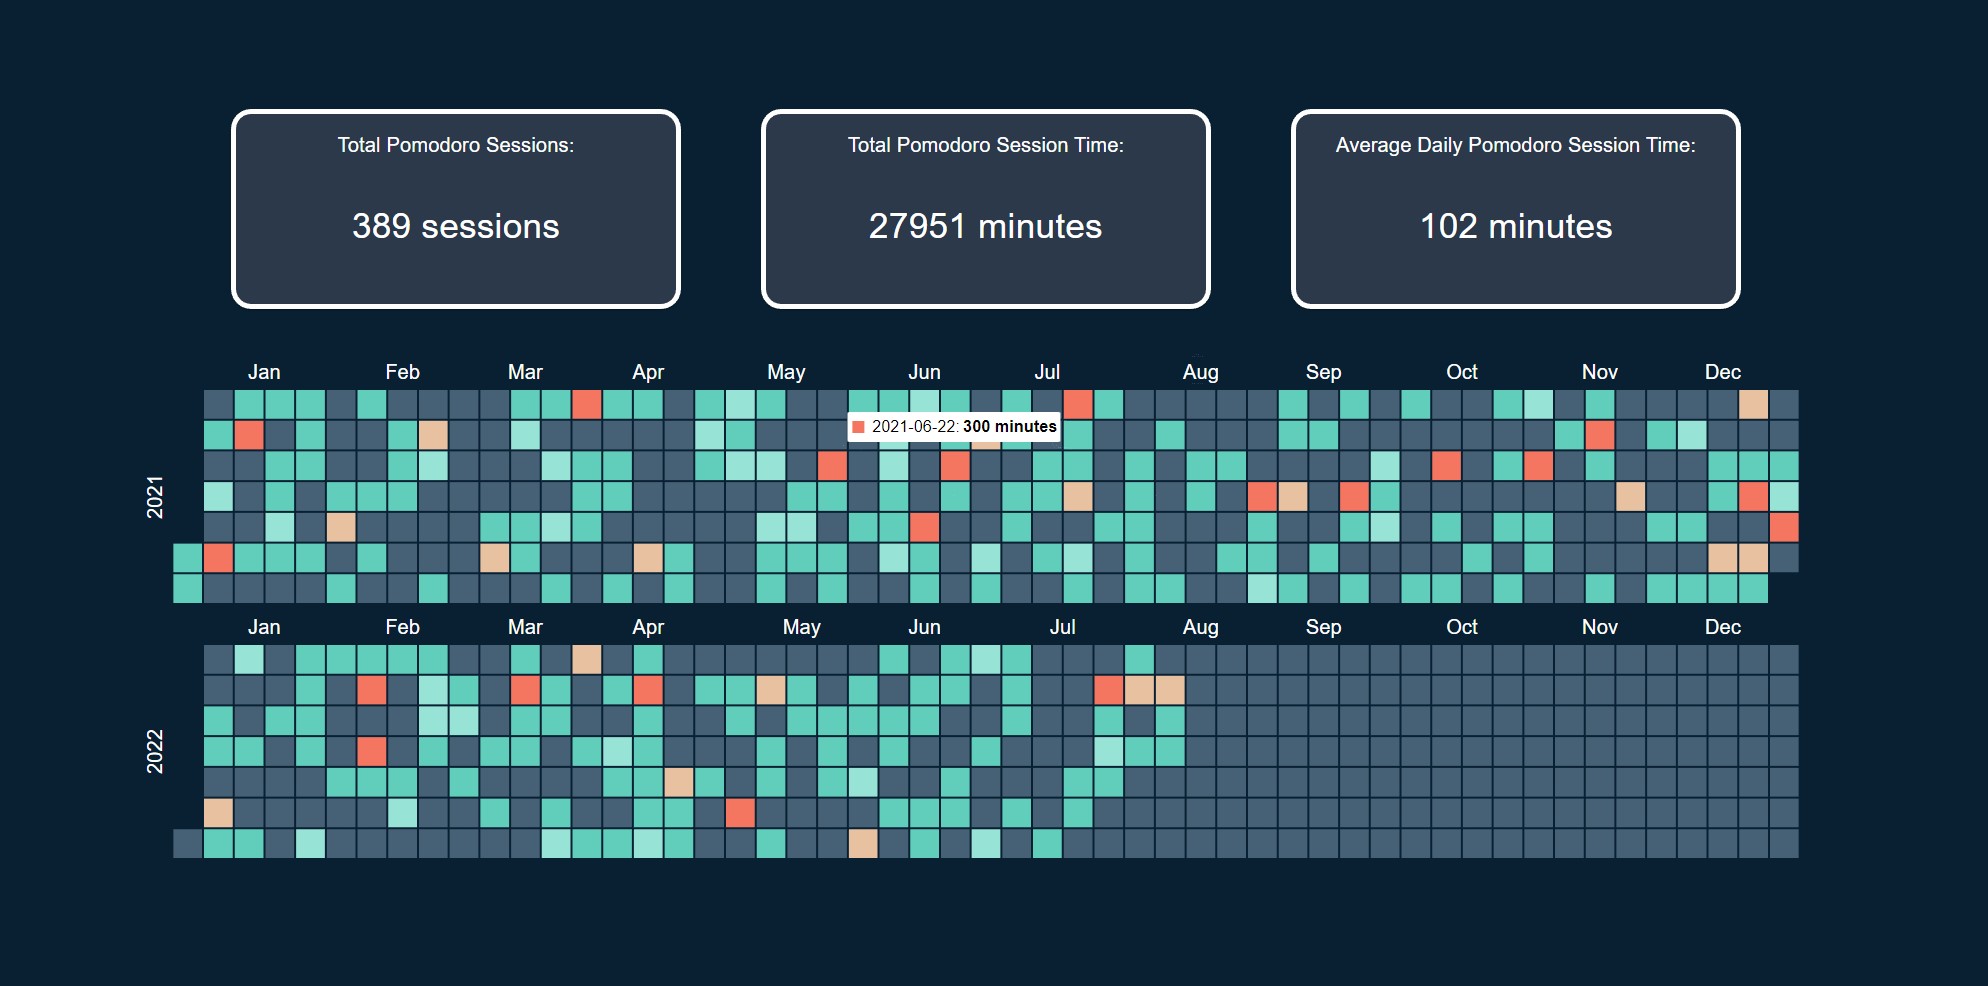 Total Pomodoro Sessions:
389 sessions
Total Pomodoro Session Time:
27951 minutes
Average Daily Pomodoro Session Time:
102 minutes
Jan Feb Mar Apr May Jun Jul Aug Sep Oct Nov Dec
2021-06-22: 300 minutes
2021
Jan Feb Mar Apr May Jun Jul Aug Sep Oct Nov Dec
2022